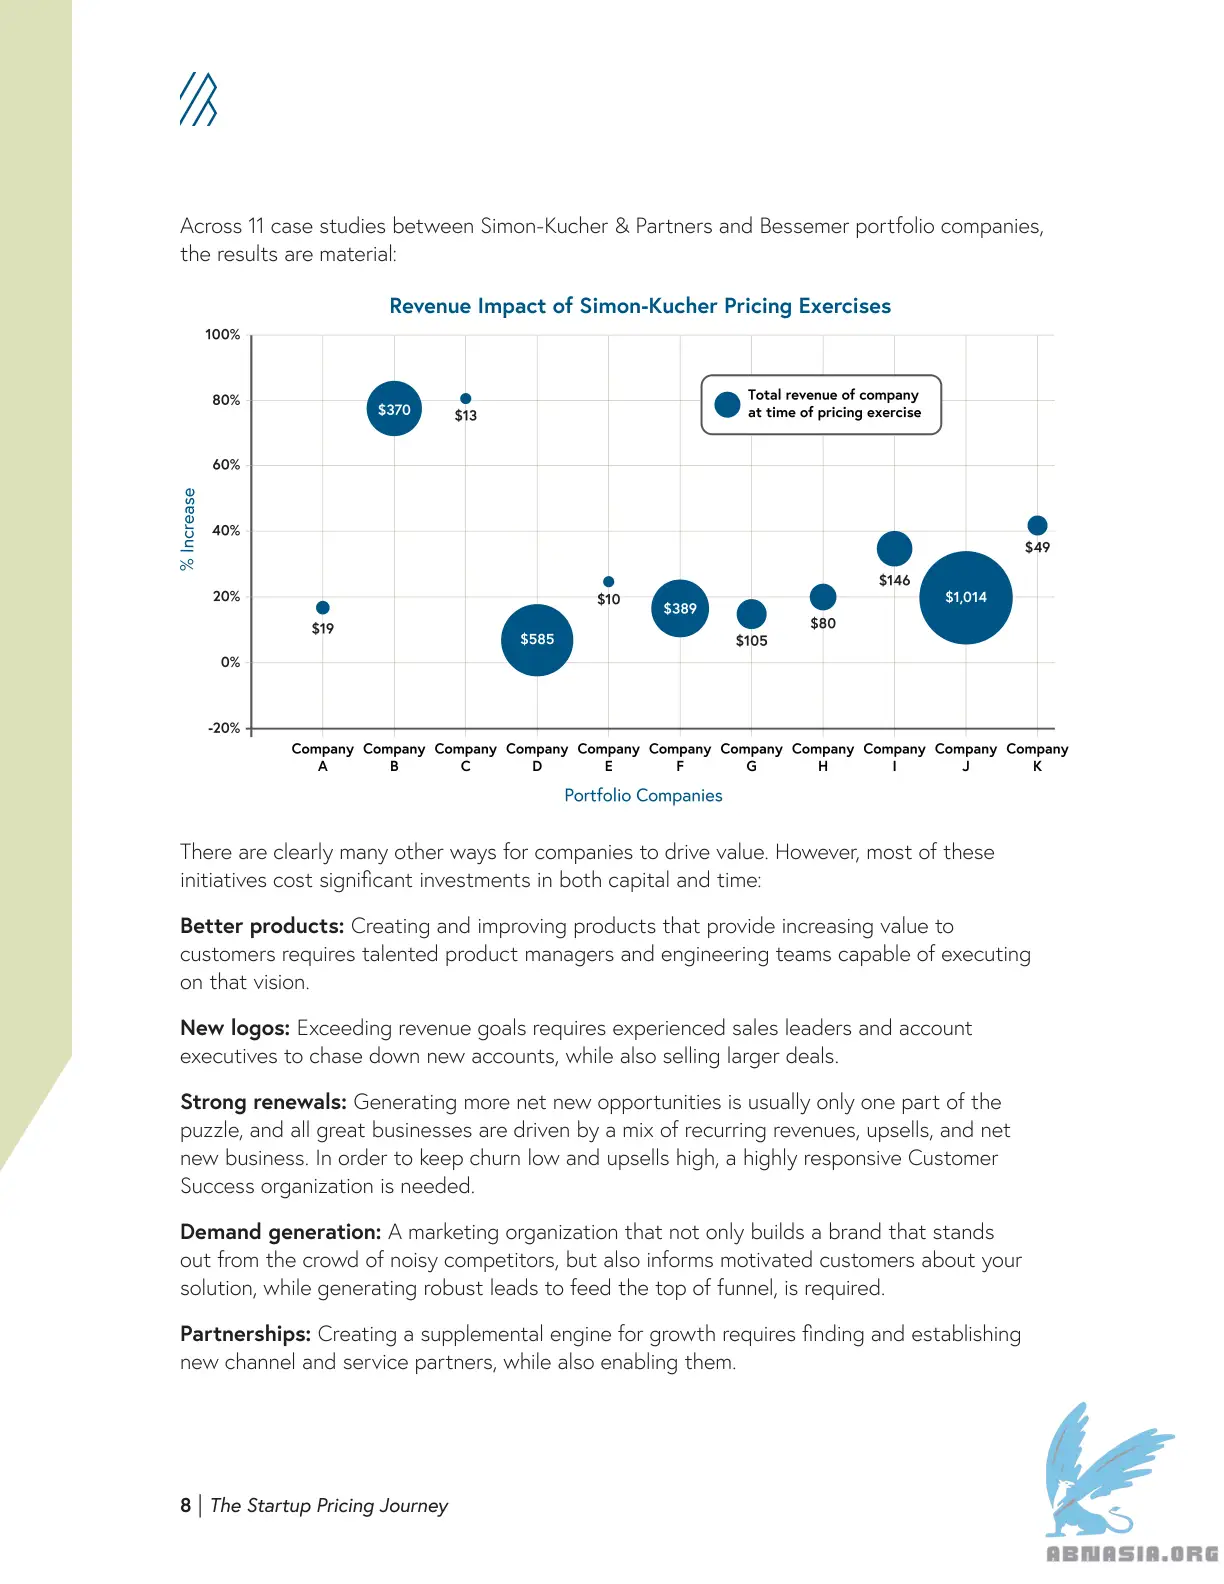 Across 11 case studies between Simon-Kucher & Partners and Bessemer portfolio companies,
the results are material:
Revenue Impact of Simon-Kucher Pricing Exercises
100%
80%
60%
40%
20%
0%
-20%
% Increase
Total revenue of company
at time of pricing exercise
$19
$370
$13
$585
$10
$389
$105
$80
$146
$1,014
$49
Company A
Company B
Company C
Company D
Company E
Company F
Company G
Company H
Company I
Company J
Company K
Portfolio Companies
There are clearly many other ways for companies to drive value. However, most of these
initiatives cost significant investments in both capital and time:
Better products: Creating and improving products that provide increasing value to
customers requires talented product managers and engineering teams capable of executing
on that vision.
New logos: Exceeding revenue goals requires experienced sales leaders and account
executives to chase down new accounts, while also selling larger deals.
Strong renewals: Generating more net new opportunities is usually only one part of the
puzzle, and all great businesses are driven by a mix of recurring revenues, upsells, and net
new business. In order to keep churn low and upsells high, a highly responsive Customer
Success organization is needed.
Demand generation: A marketing organization that not only builds a brand that stands
out from the crowd of noisy competitors, but also informs motivated customers about your
solution, while generating robust leads to feed the top of funnel, is required.
Partnerships: Creating a supplemental engine for growth requires finding and establishing
new channel and service partners, while also enabling them.
8 | The Startup Pricing Journey
ABNASIA.ORG